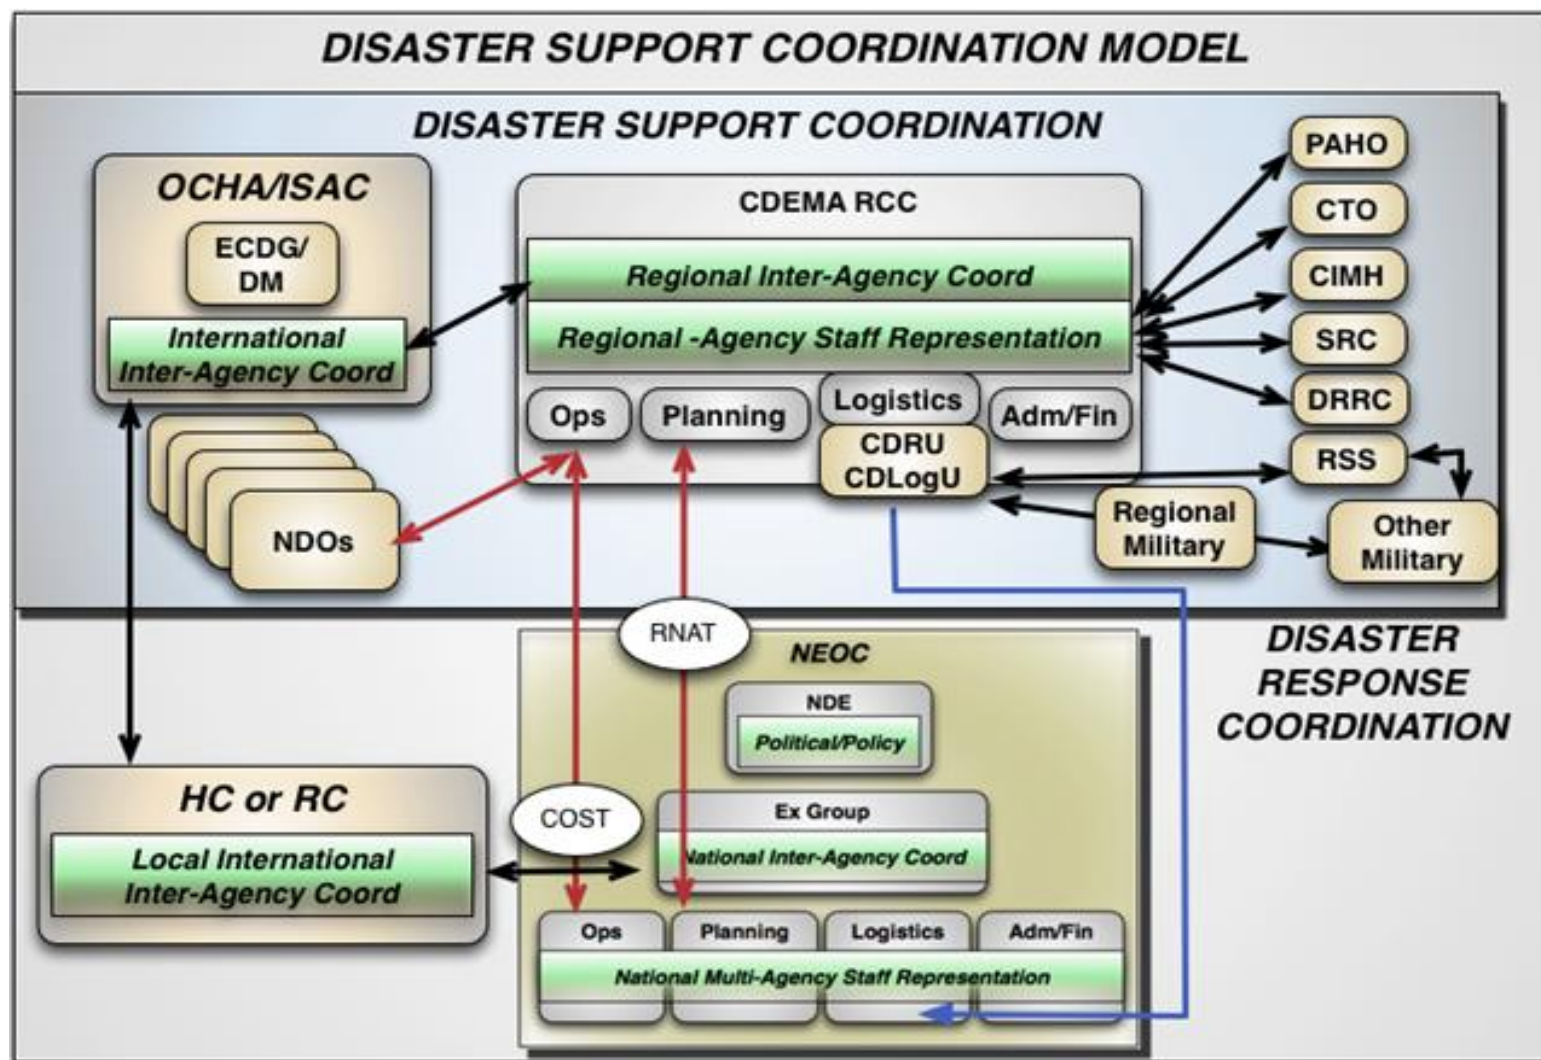 DISASTER SUPPORT COORDINATION MODEL
DISASTER SUPPORT COORDINATION
OCHA/ISAC
ECDG/
DM
International
Inter-Agency Coord
NDOs
CDEMA RCC
Regional Inter-Agency Coord
Regional -Agency Staff Representation
Ops
Planning
Logistics
Adm/Fin
CDRU
CDLogU
PAHO
CTO
CIMH
SRC
DRRC
RSS
Regional
Military
Other
Military
DISASTER
RESPONSE
COORDINATION
RNAT
COST
HC or RC
Local International
Inter-Agency Coord
NEOC
NDE
Political/Policy
Ex Group
National Inter-Agency Coord
Ops
Planning
Logistics
Adm/Fin
National Multi-Agency Staff Representation